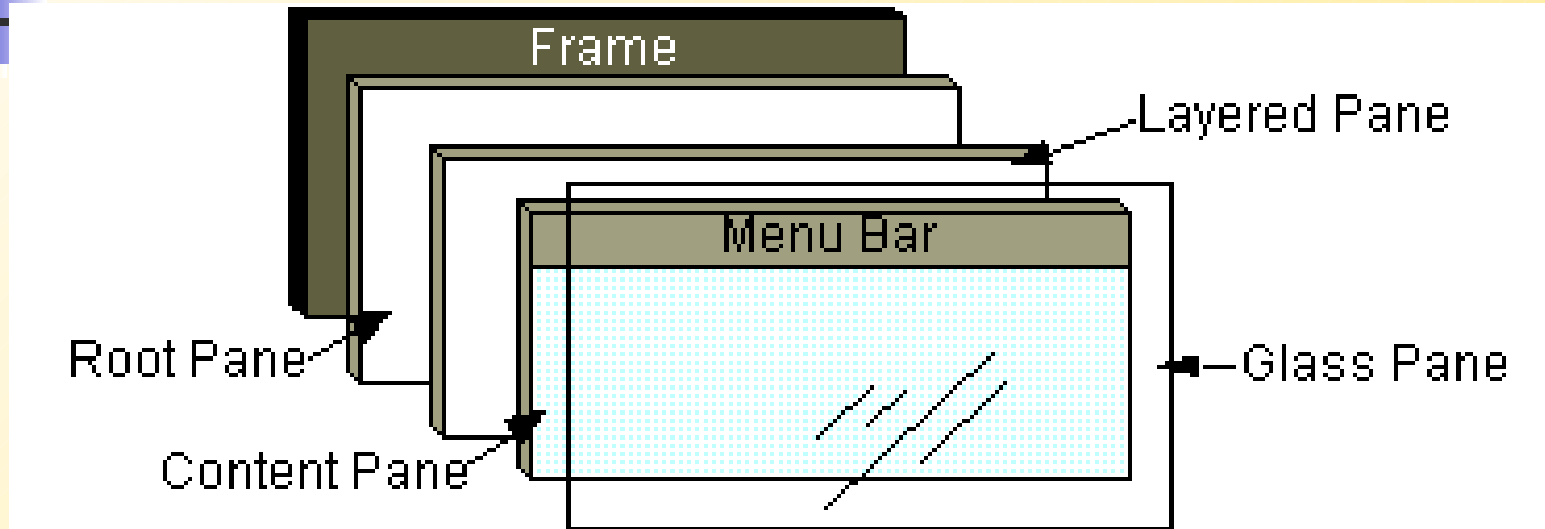 Frame
Layered Pane
Menu Bar
Root Pane
Glass Pane
Content Pane